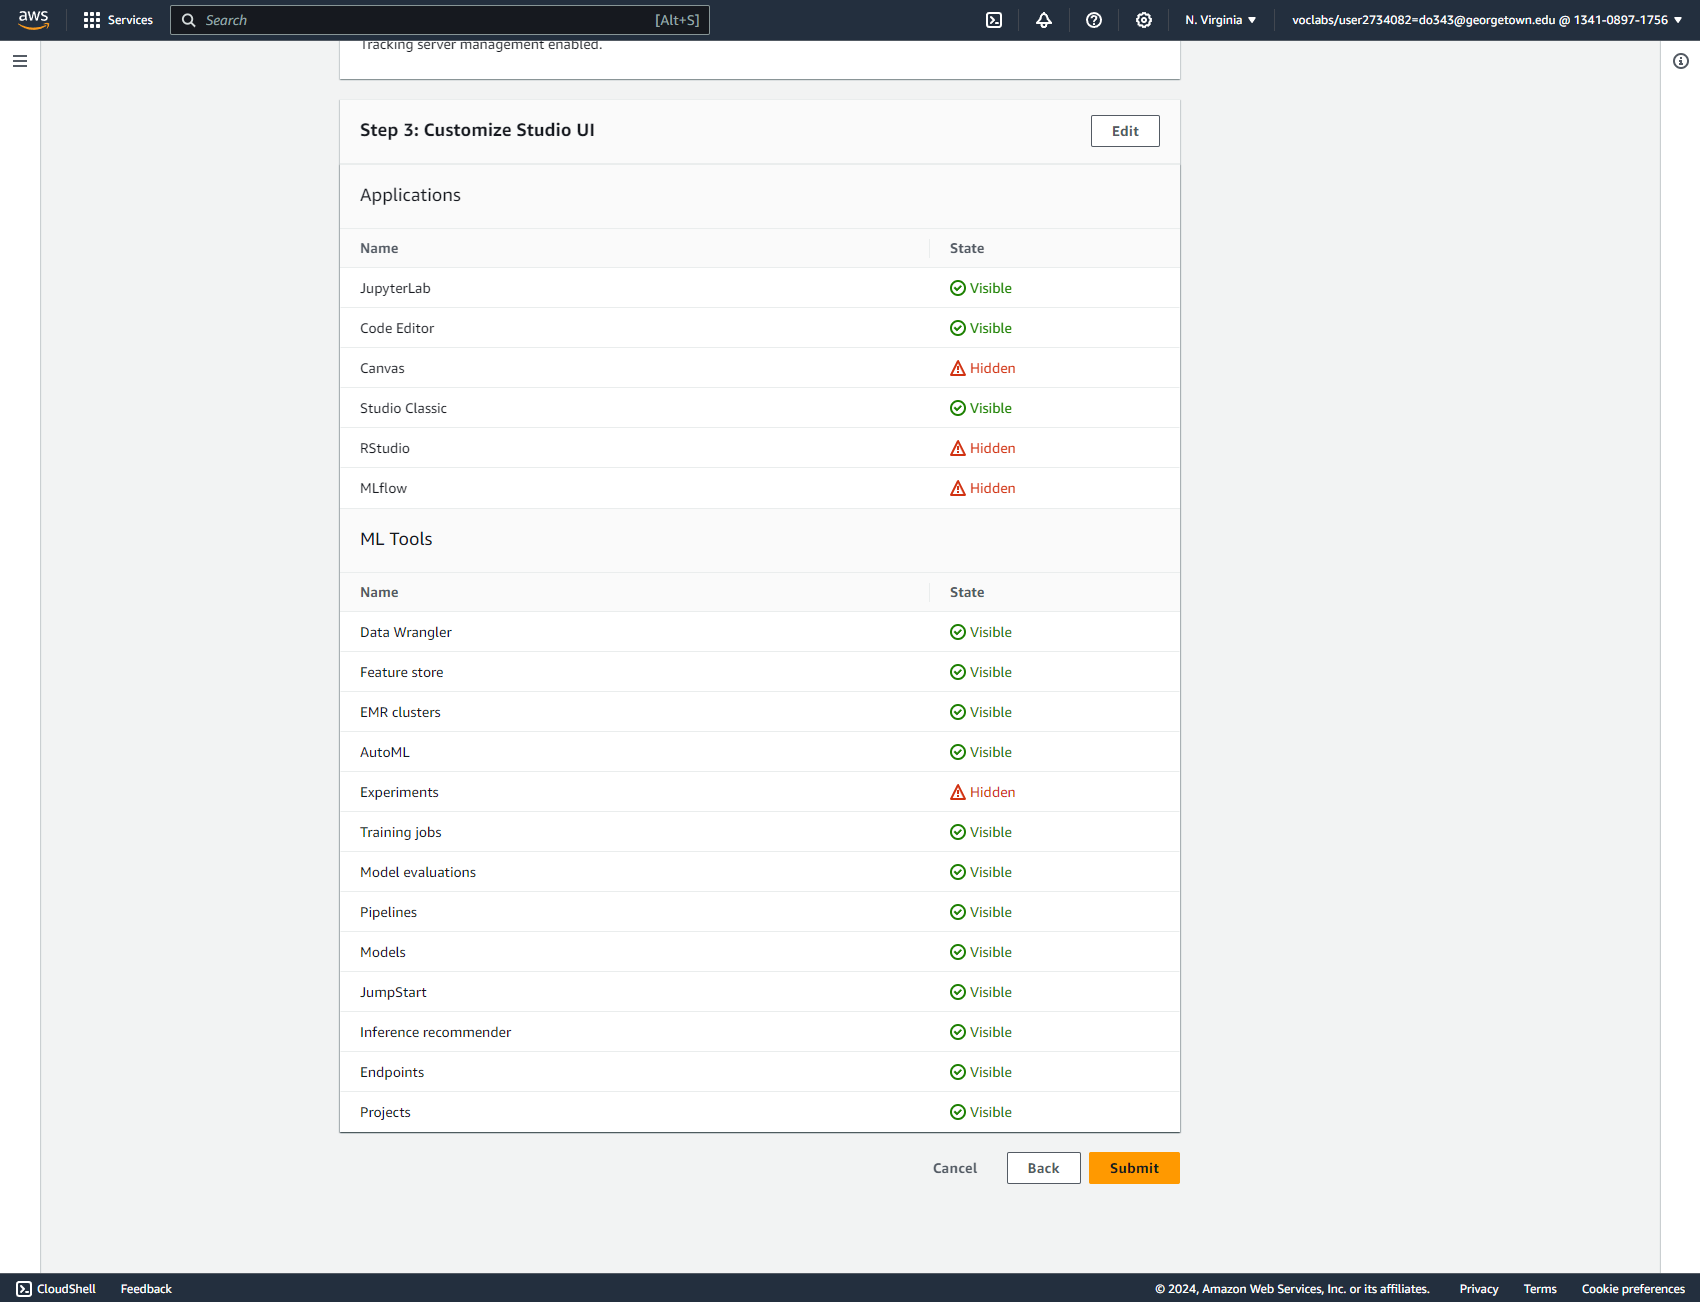 aws Services Search [Alt+S] N. Virginia voclabs/user2734082=do343@georgetown.edu @ 1341-0897-1756
Tracking server management enabled.
Step 3: Customize Studio UI Edit
Applications
Name State
JupyterLab Visible
Code Editor Visible
Canvas Hidden
Studio Classic Visible
RStudio Hidden
MLflow Hidden
ML Tools
Name State
Data Wrangler Visible
Feature store Visible
EMR clusters Visible
AutoML Visible
Experiments Hidden
Training jobs Visible
Model evaluations Visible
Pipelines Visible
Models Visible
JumpStart Visible
Inference recommender Visible
Endpoints Visible
Projects Visible
Cancel Back Submit
CloudShell Feedback © 2024, Amazon Web Services, Inc. or its affiliates. Privacy Terms Cookie preferences